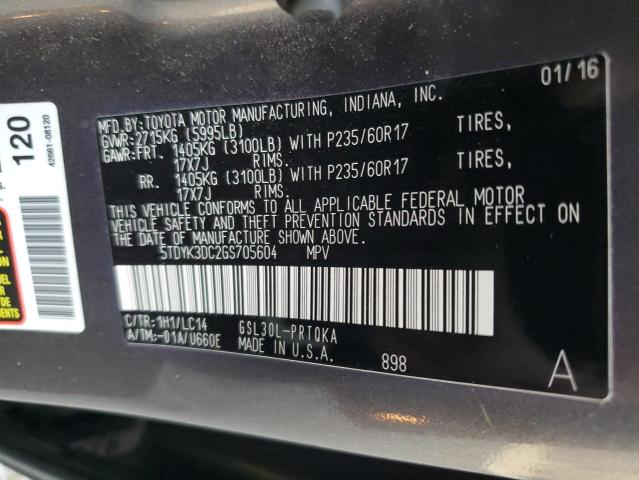 01/16
MFD.BY:TOYOTA MOTOR MANUFACTURING, INDIANA, INC.
GVWR:2715KG (5995LB)
GAWR:FRT. 1405KG (3100LB) WITH P235/60R17 TIRES,
17X7J RIMS.
RR. 1405KG (3100LB) WITH P235/60R17 TIRES,
17X7J RIMS.
THIS VEHICLE CONFORMS TO ALL APPLICABLE FEDERAL MOTOR
VEHICLE SAFETY AND THEFT PREVENTION STANDARDS IN EFFECT ON
THE DATE OF MANUFACTURE SHOWN ABOVE.
5TDYK3DC2GS705604 MPV
C/TR:1H1/LC14 GSL30L-PRTQKA
A/TM:-01A/U660E MADE IN U.S.A.
898
A
120
42661-08120